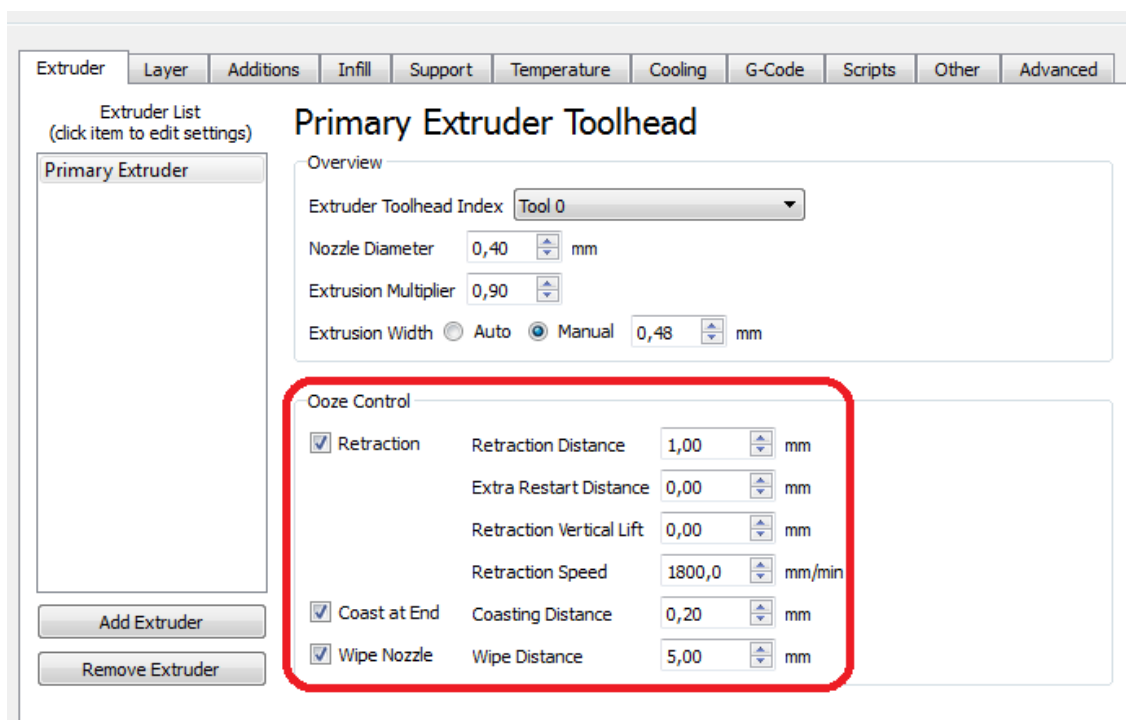 Extruder Layer Additions Infill Support Temperature Cooling G-Code Scripts Other Advanced
Extruder List
(click item to edit settings)
Primary Extruder
Add Extruder
Remove Extruder
Primary Extruder Toolhead
Overview
Extruder Toolhead Index Tool 0
Nozzle Diameter 0,40 mm
Extrusion Multiplier 0,90
Extrusion Width Auto Manual 0,48 mm
Ooze Control
Retraction Retraction Distance 1,00 mm
Extra Restart Distance 0,00 mm
Retraction Vertical Lift 0,00 mm
Retraction Speed 1800,0 mm/min
Coast at End Coasting Distance 0,20 mm
Wipe Nozzle Wipe Distance 5,00 mm